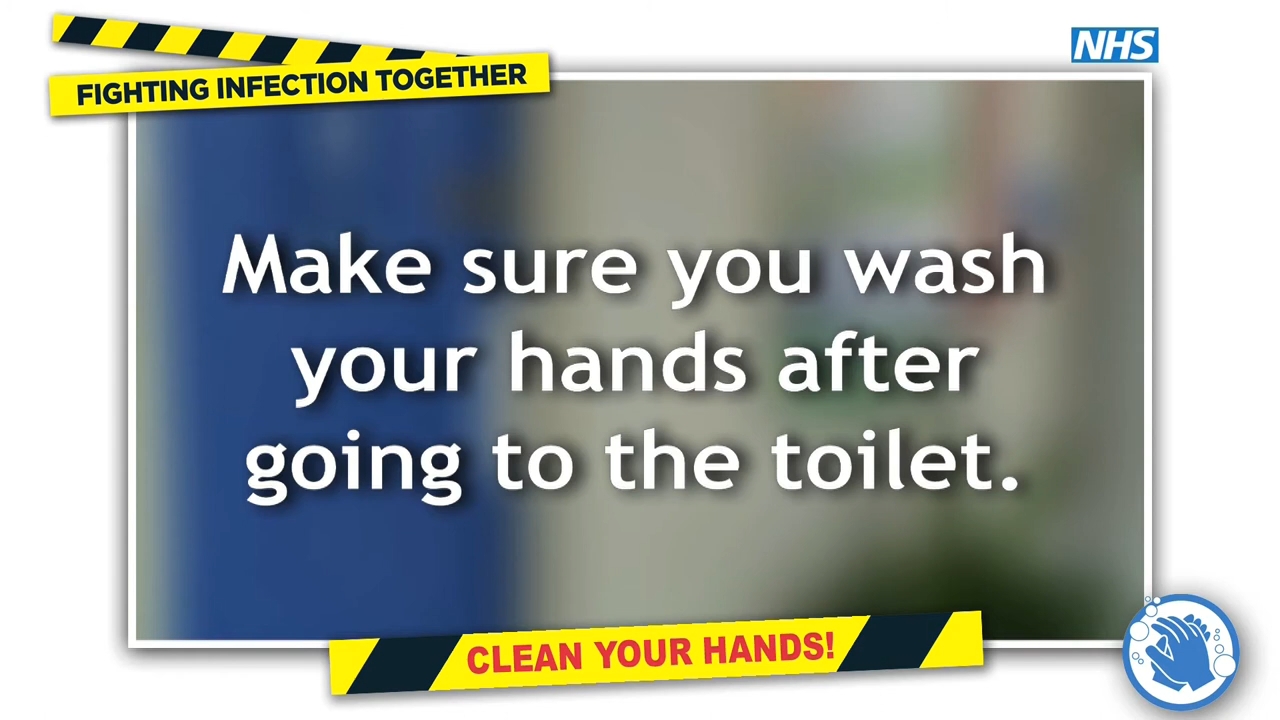 NHS
FIGHTING INFECTION TOGETHER
Make sure you wash
your hands after
going to the toilet.
CLEAN YOUR HANDS!